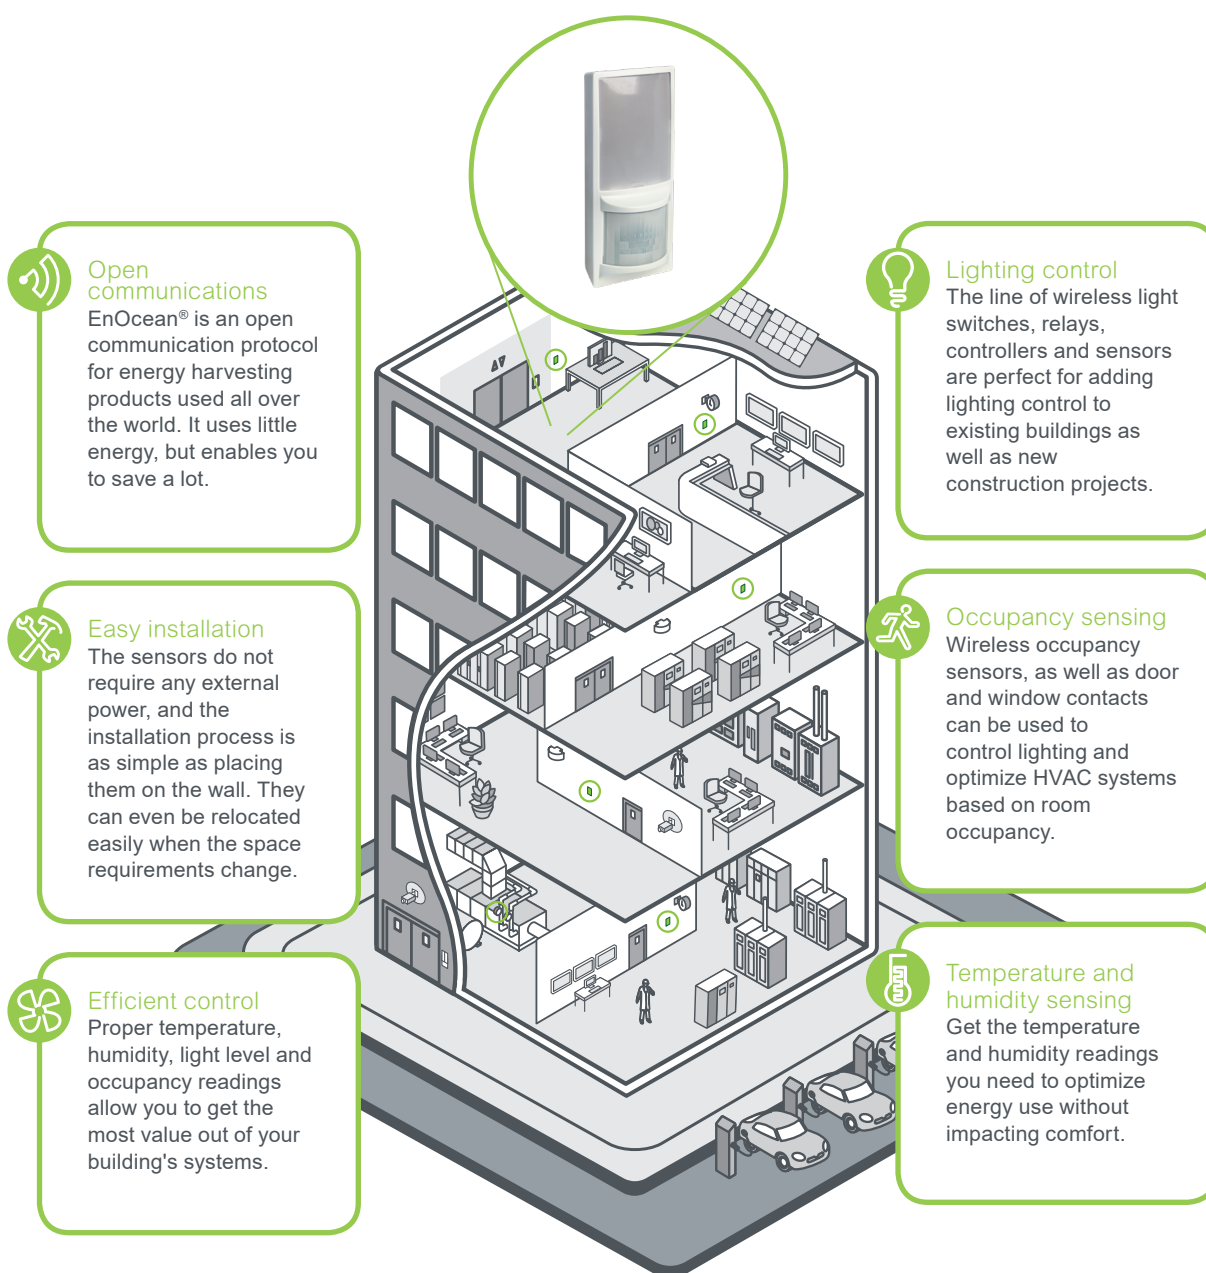 Open
communications
EnOcean® is an open
communication protocol
for energy harvesting
products used all over
the world. It uses little
energy, but enables you
to save a lot.
Easy installation
The sensors do not
require any external
power, and the
installation process is
as simple as placing
them on the wall. They
can even be relocated
easily when the space
requirements change.
Efficient control
Proper temperature,
humidity, light level and
occupancy readings
allow you to get the
most value out of your
building's systems.
Lighting control
The line of wireless light
switches, relays,
controllers and sensors
are perfect for adding
lighting control to
existing buildings as
well as new
construction projects.
Occupancy sensing
Wireless occupancy
sensors, as well as door
and window contacts
can be used to
control lighting and
optimize HVAC systems
based on room
occupancy.
Temperature and
humidity sensing
Get the temperature
and humidity readings
you need to optimize
energy use without
impacting comfort.